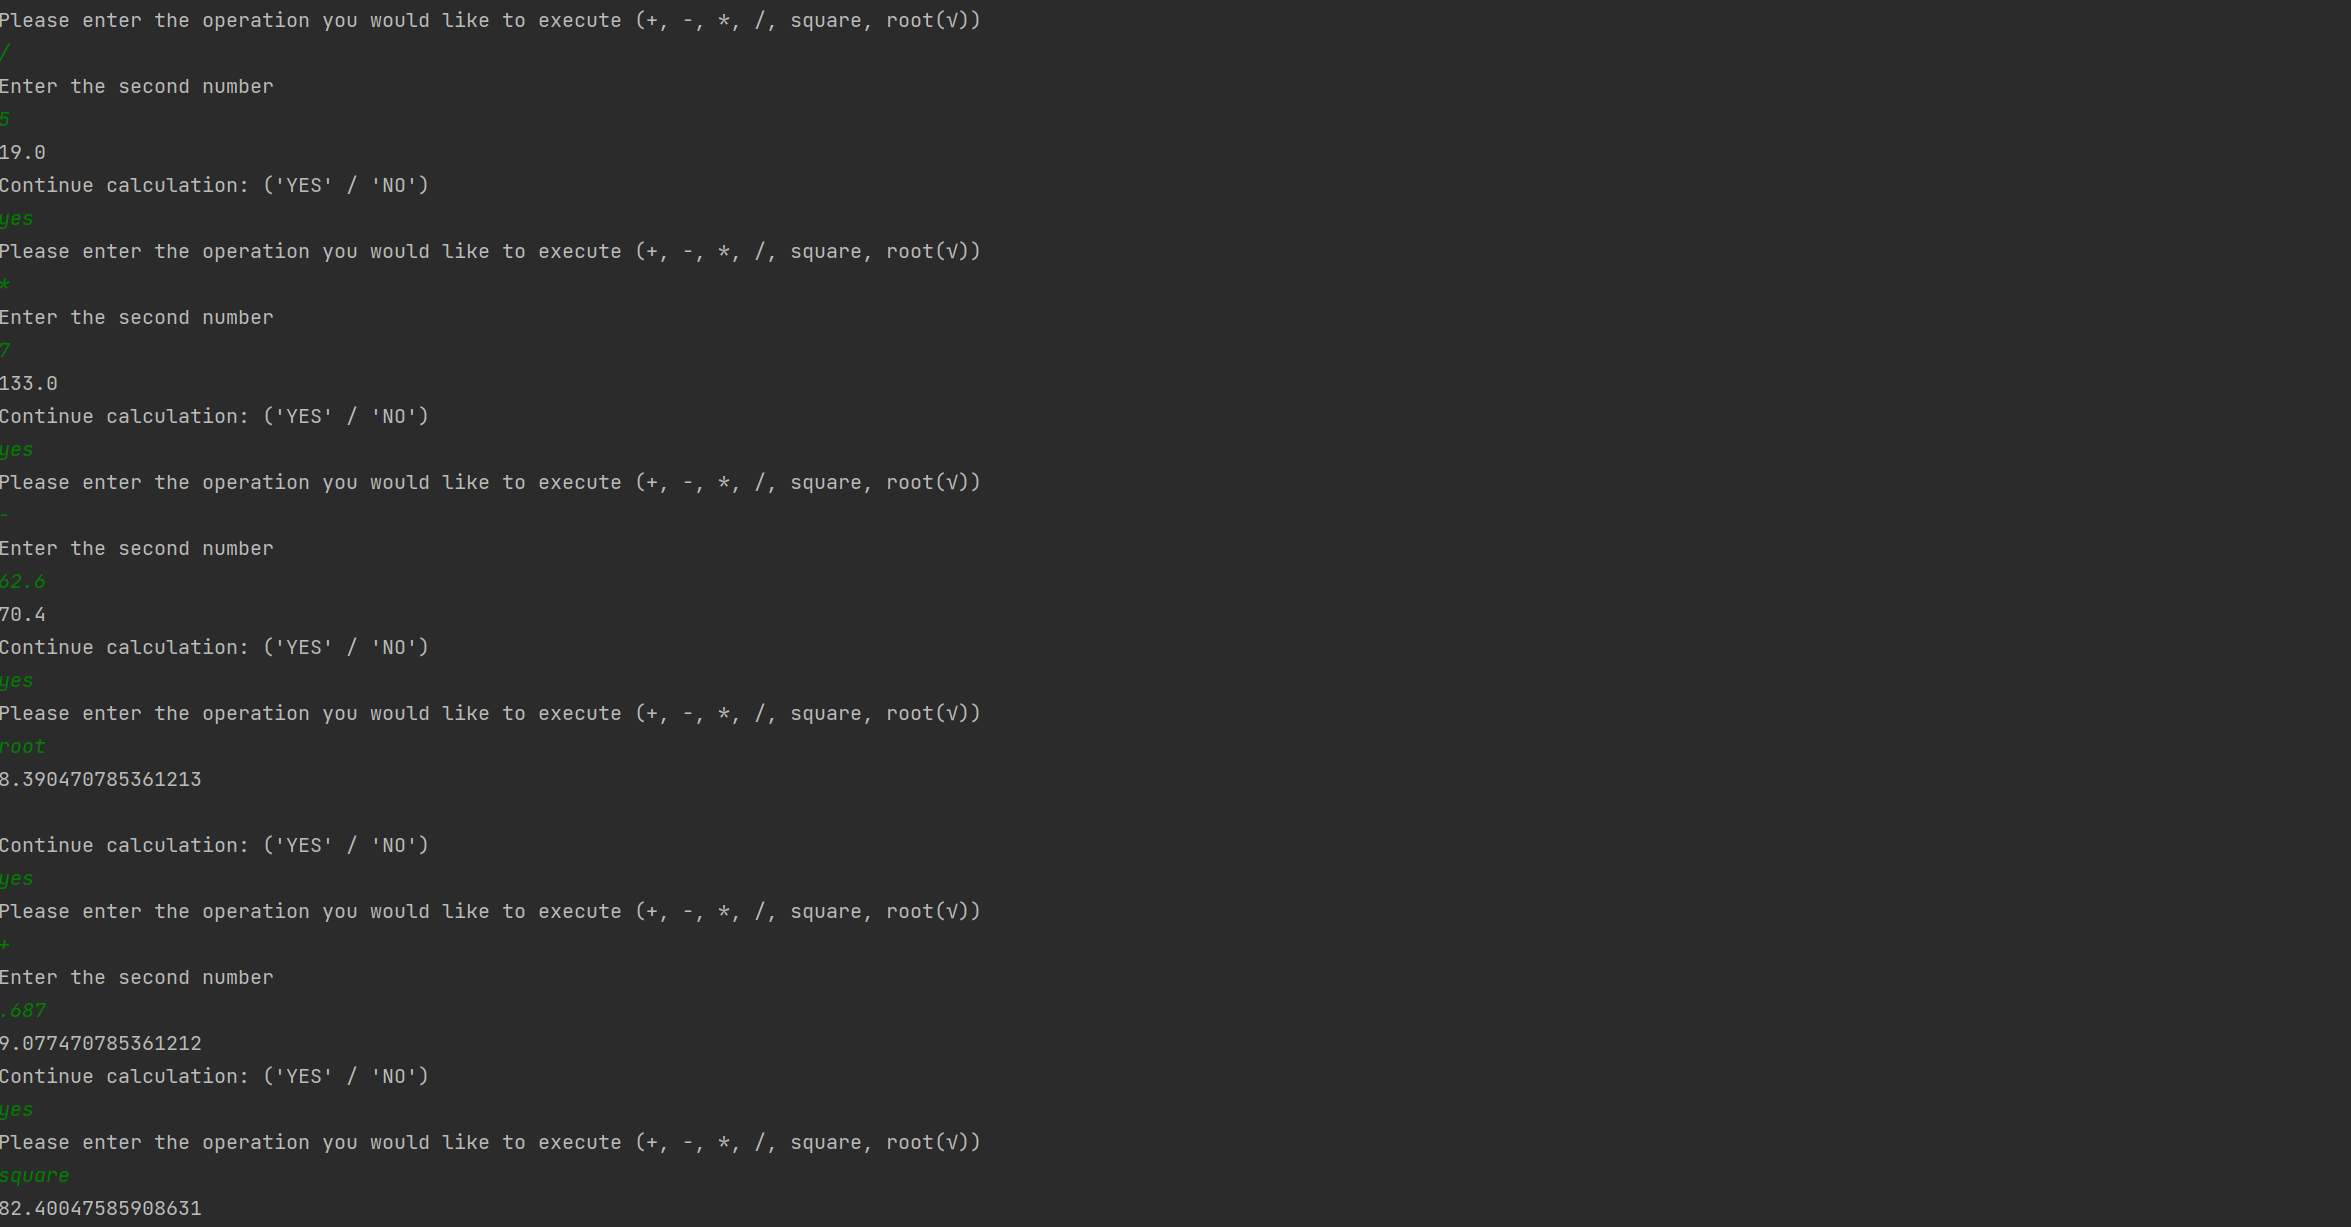 Please enter the operation you would like to execute (+, -, *, /, square, root(√))
/
Enter the second number
5
19.0
Continue calculation: ('YES' / 'NO')
yes
Please enter the operation you would like to execute (+, -, *, /, square, root(√))
*
Enter the second number
7
133.0
Continue calculation: ('YES' / 'NO')
yes
Please enter the operation you would like to execute (+, -, *, /, square, root(√))
-
Enter the second number
62.6
70.4
Continue calculation: ('YES' / 'NO')
yes
Please enter the operation you would like to execute (+, -, *, /, square, root(√))
root
8.390470785361213
Continue calculation: ('YES' / 'NO')
yes
Please enter the operation you would like to execute (+, -, *, /, square, root(√))
+
Enter the second number
.687
9.077470785361212
Continue calculation: ('YES' / 'NO')
yes
Please enter the operation you would like to execute (+, -, *, /, square, root(√))
square
82.40047585908631